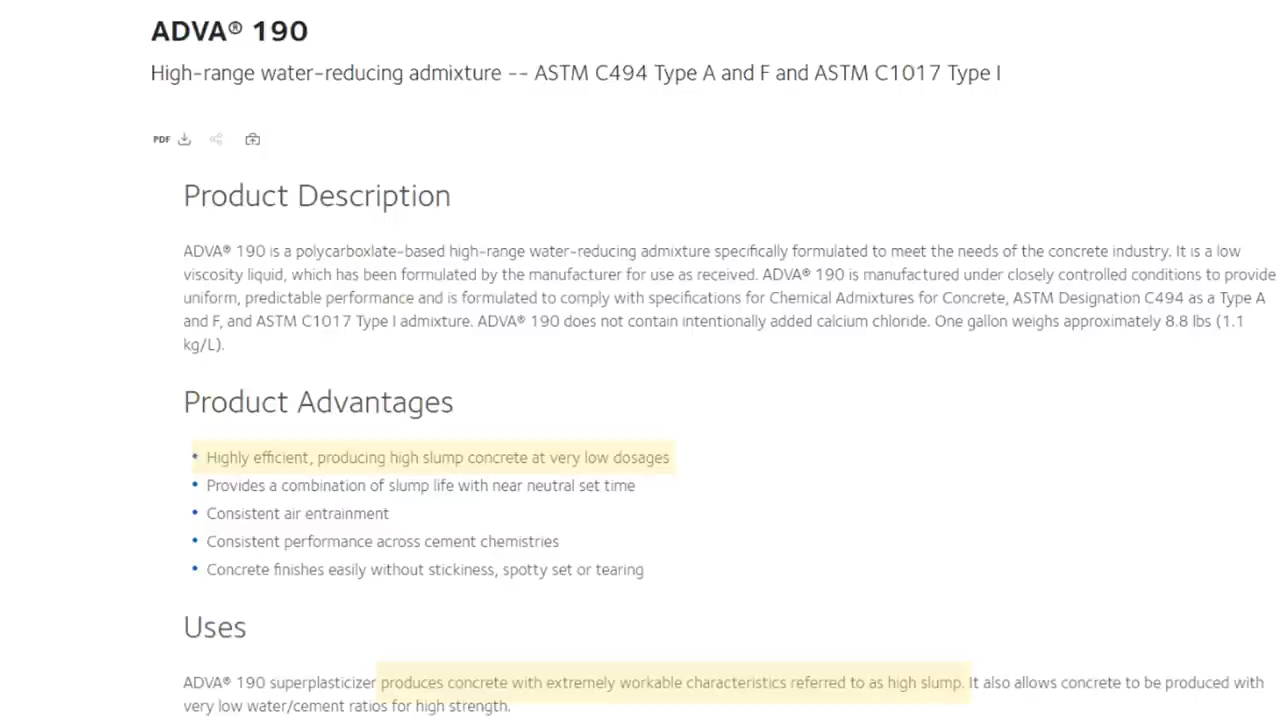 ADVA® 190
High-range water-reducing admixture -- ASTM C494 Type A and F and ASTM C1017 Type I
PDF
Product Description
ADVA® 190 is a polycarboxlate-based high-range water-reducing admixture specifically formulated to meet the needs of the concrete industry. It is a low
viscosity liquid, which has been formulated by the manufacturer for use as received. ADVA® 190 is manufactured under closely controlled conditions to provide
uniform, predictable performance and is formulated to comply with specifications for Chemical Admixtures for Concrete, ASTM Designation C494 as a Type A
and F, and ASTM C1017 Type I admixture. ADVA® 190 does not contain intentionally added calcium chloride. One gallon weighs approximately 8.8 lbs (1.1
kg/L).
Product Advantages
• Highly efficient, producing high slump concrete at very low dosages
• Provides a combination of slump life with near neutral set time
• Consistent air entrainment
• Consistent performance across cement chemistries
• Concrete finishes easily without stickiness, spotty set or tearing
Uses
ADVA® 190 superplasticizer produces concrete with extremely workable characteristics referred to as high slump. It also allows concrete to be produced with
very low water/cement ratios for high strength.